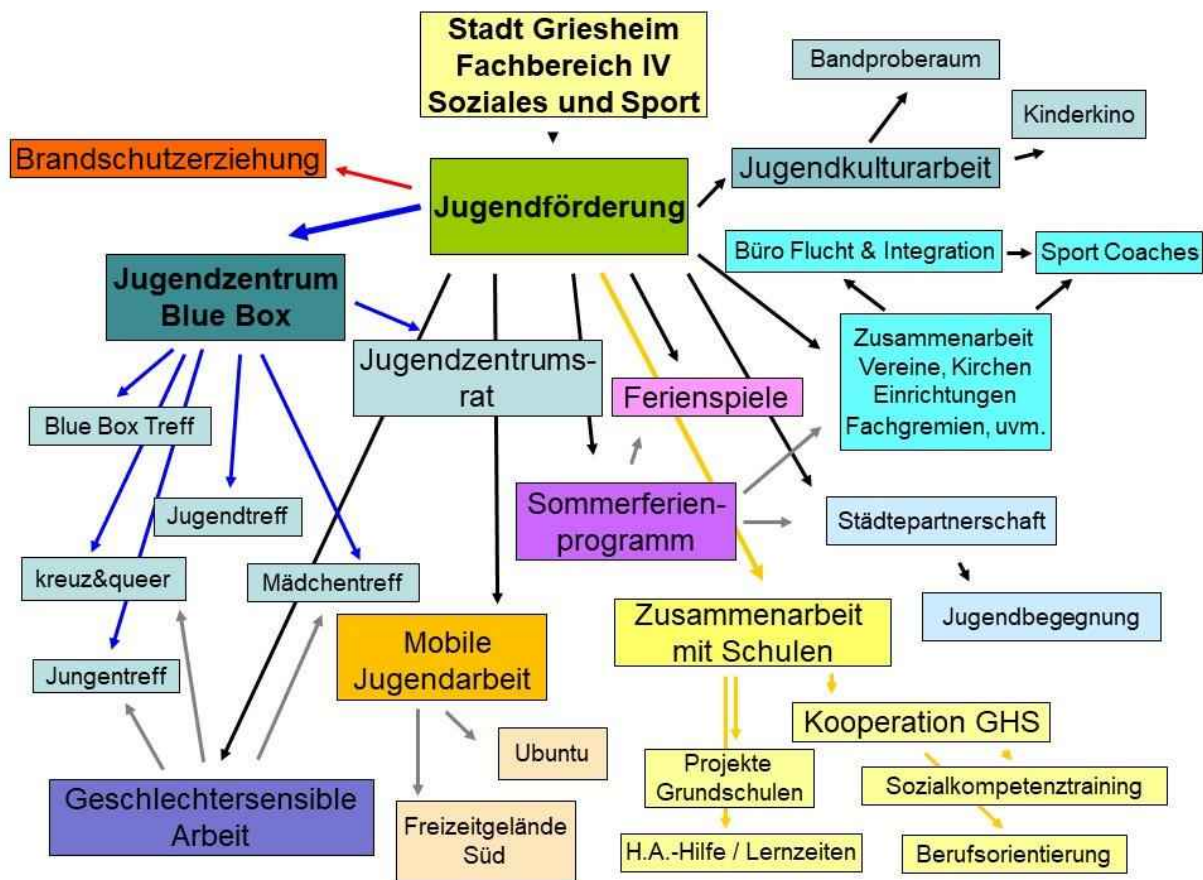 Stadt Griesheim
Fachbereich IV
Soziales und Sport
Bandproberaum
Kinderkino
Brandschutzerziehung
Jugendkulturarbeit
Jugendförderung
Büro Flucht & Integration
Sport Coaches
Jugendzentrum
Blue Box
Zusammenarbeit
Vereine, Kirchen
Einrichtungen
Fachgremien, uvm.
Jugendzentrums-
rat
Ferienspiele
Blue Box Treff
Sommerferien-
programm
Jugendtreff
Städtepartnerschaft
kreuz&queer
Mädchentreff
Jugendbegegnung
Zusammenarbeit
mit Schulen
Mobile
Jugendarbeit
Jungentreff
Kooperation GHS
Ubuntu
Projekte
Grundschulen
Sozialkompetenztraining
Geschlechtersensible
Arbeit
Freizeitgelände
Süd
H.A.-Hilfe / Lernzeiten
Berufsorientierung